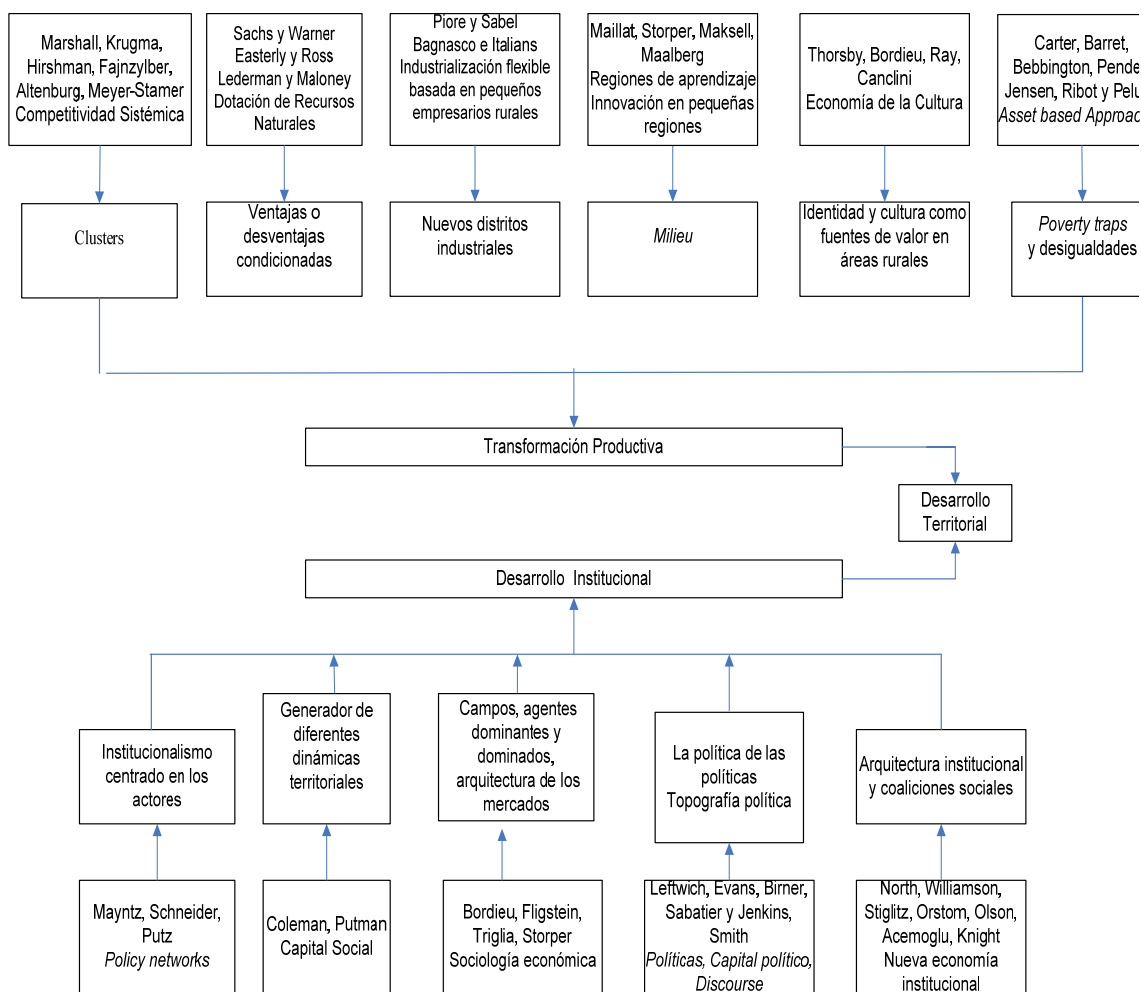 Marshall, Krugma,
Hirshman, Fajnzylber,
Altenburg, Meyer-Stamer
Competitividad Sistémica
Sachs y Warner
Easterly y Ross
Lederman y Maloney
Dotación de Recursos
Naturales
Piore y Sabel
Bagnasco e Italians
Industrialización flexible
basada en pequeños
empresarios rurales
Maillat, Storper, Maksell,
Maalberg
Regiones de aprendizaje
Innovación en pequeñas
regiones
Thorsby, Bordieu, Ray,
Canclini
Economía de la Cultura
Carter, Barret,
Bebbington, Pende
Jensen, Ribot y Pelu
Asset based Approac
Clusters
Ventajas o
desventajas
condicionadas
Nuevos distritos
industriales
Milieu
Identidad y cultura como
fuentes de valor en
áreas rurales
Poverty traps
y desigualdades
Transformación Productiva
Desarrollo
Territorial
Desarrollo Institucional
Institucionalismo
centrado en los
actores
Generador de
diferentes
dinámicas
territoriales
Campos, agentes
dominantes y
dominados,
arquitectura de los
mercados
La política de las
políticas
Topografía política
Arquitectura institucional
y coaliciones sociales
Mayntz, Schneider,
Putz
Policy networks
Coleman, Putman
Capital Social
Bordieu, Fligstein,
Triglia, Storper
Sociología económica
Leftwich, Evans, Birner,
Sabatier y Jenkins,
Smith
Políticas, Capital político,
Discourse
North, Williamson,
Stiglitz, Orstom, Olson,
Acemoglu, Knight
Nueva economía
institucional